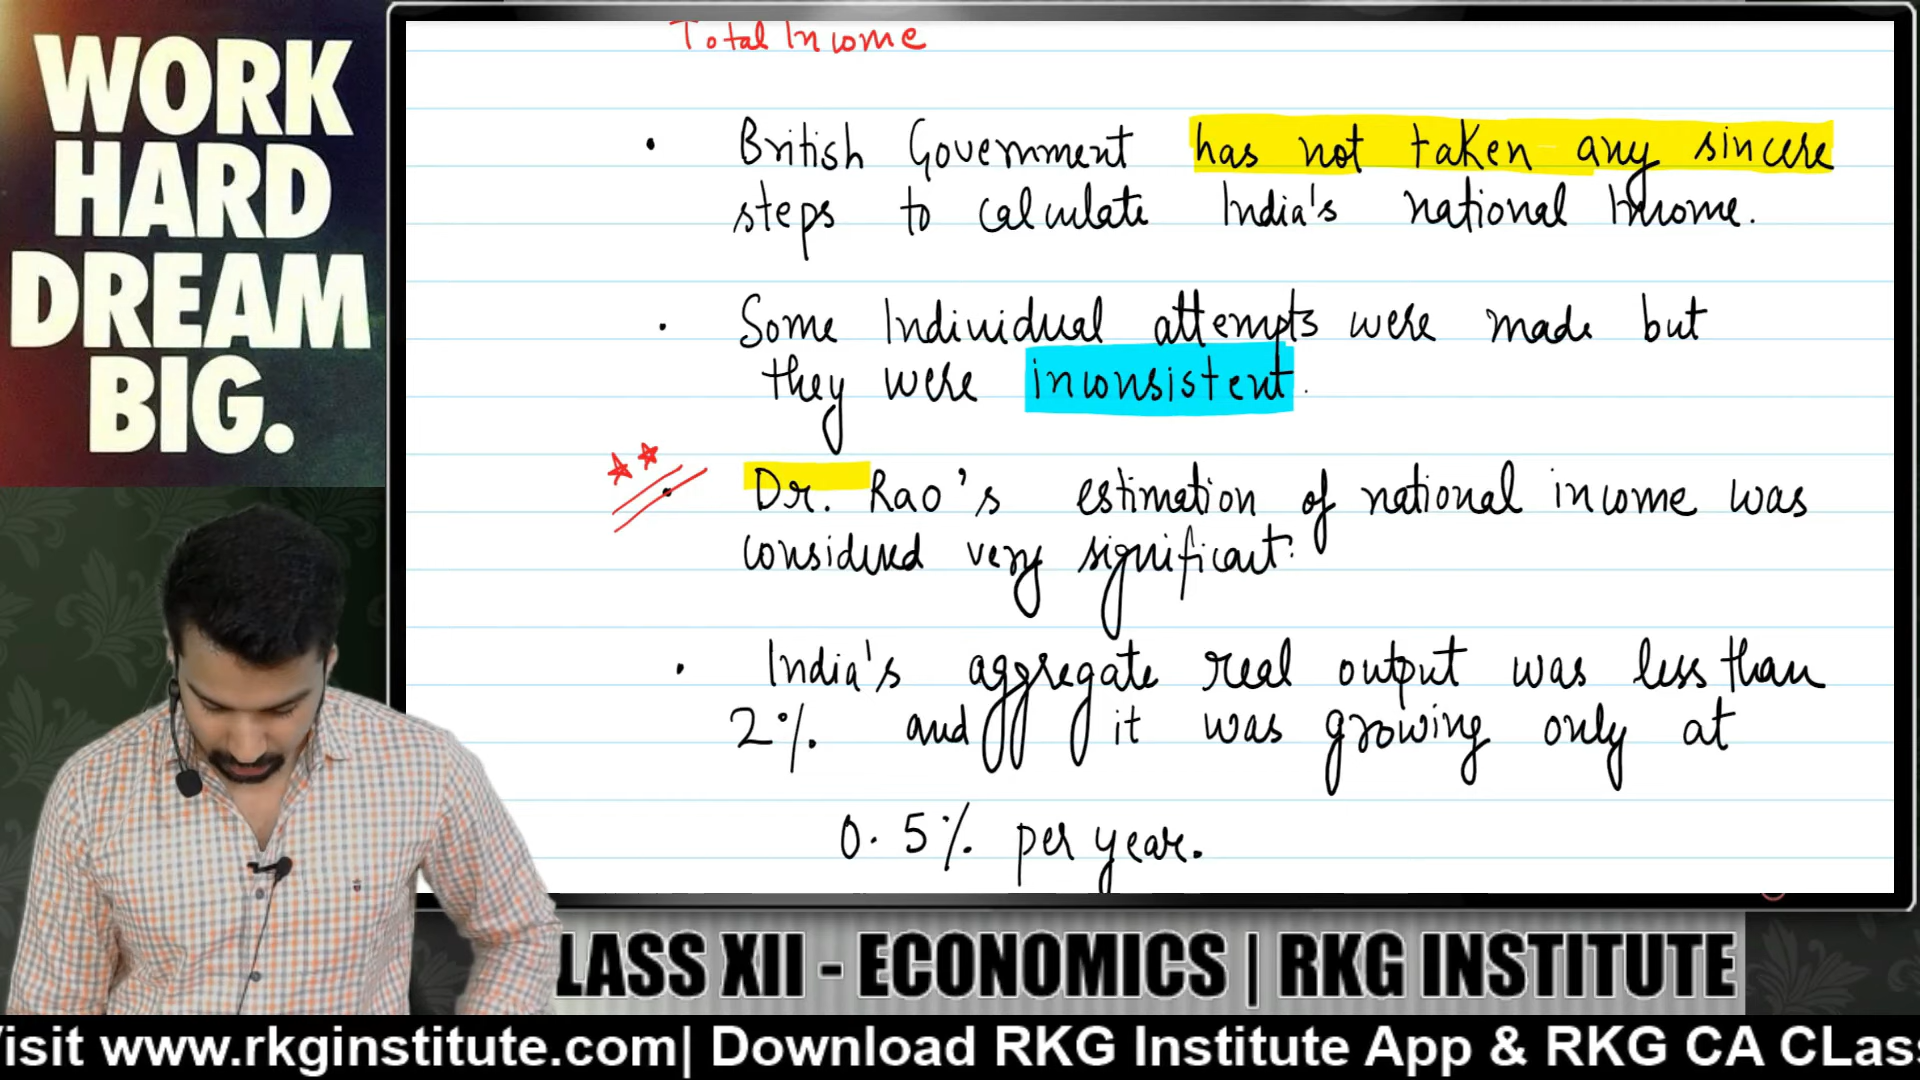 WORK
HARD
DREAM
BIG.
Total Income
• British Government has not taken any sincere
steps to calculate India's national Income.
• Some Individual attempts were made but
they were inconsistent.
• Dr. Rao's estimation of national income was
considered very significant.
• India's aggregate real output was less than
2% and it was growing only at
0.5% per year.
LASS XII - ECONOMICS | RKG INSTITUTE
isit www.rkginstitute.com| Download RKG Institute App & RKG CA CLass